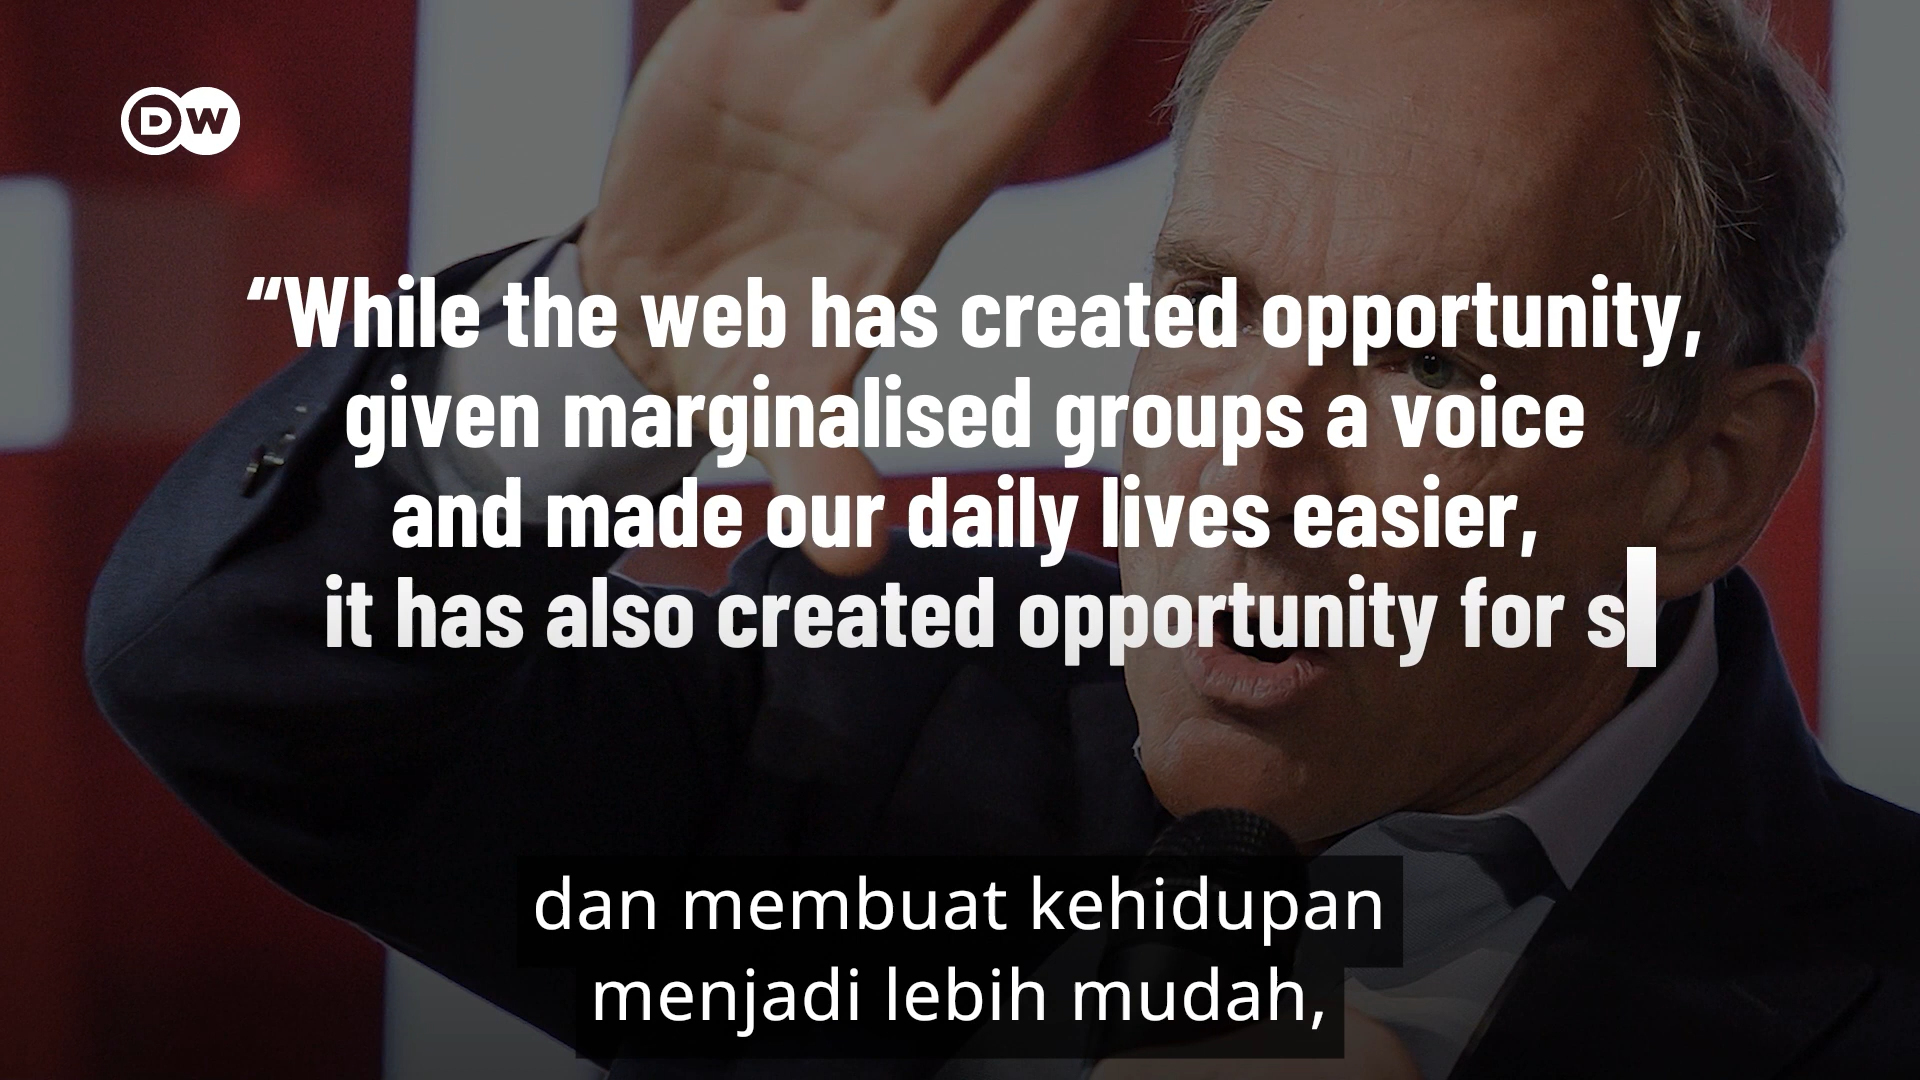 DW
“While the web has created opportunity,
given marginalised groups a voice
and made our daily lives easier,
it has also created opportunity for s
dan membuat kehidupan
menjadi lebih mudah,